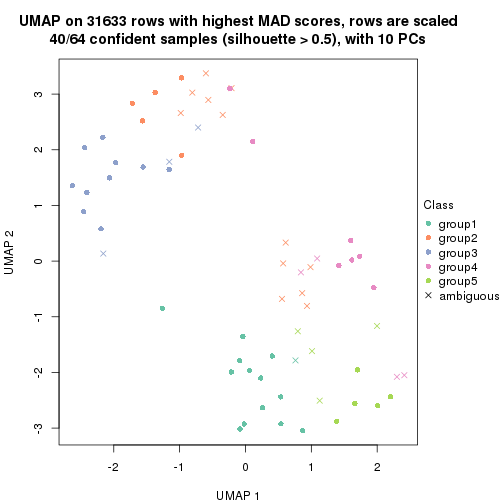 UMAP on 31633 rows with highest MAD scores, rows are scaled
40/64 confident samples (silhouette > 0.5), with 10 PCs
3
2
1
0
-1
-2
-3
UMAP 2
-2
-1
0
1
2
UMAP 1
Class
group1
group2
group3
group4
group5
ambiguous